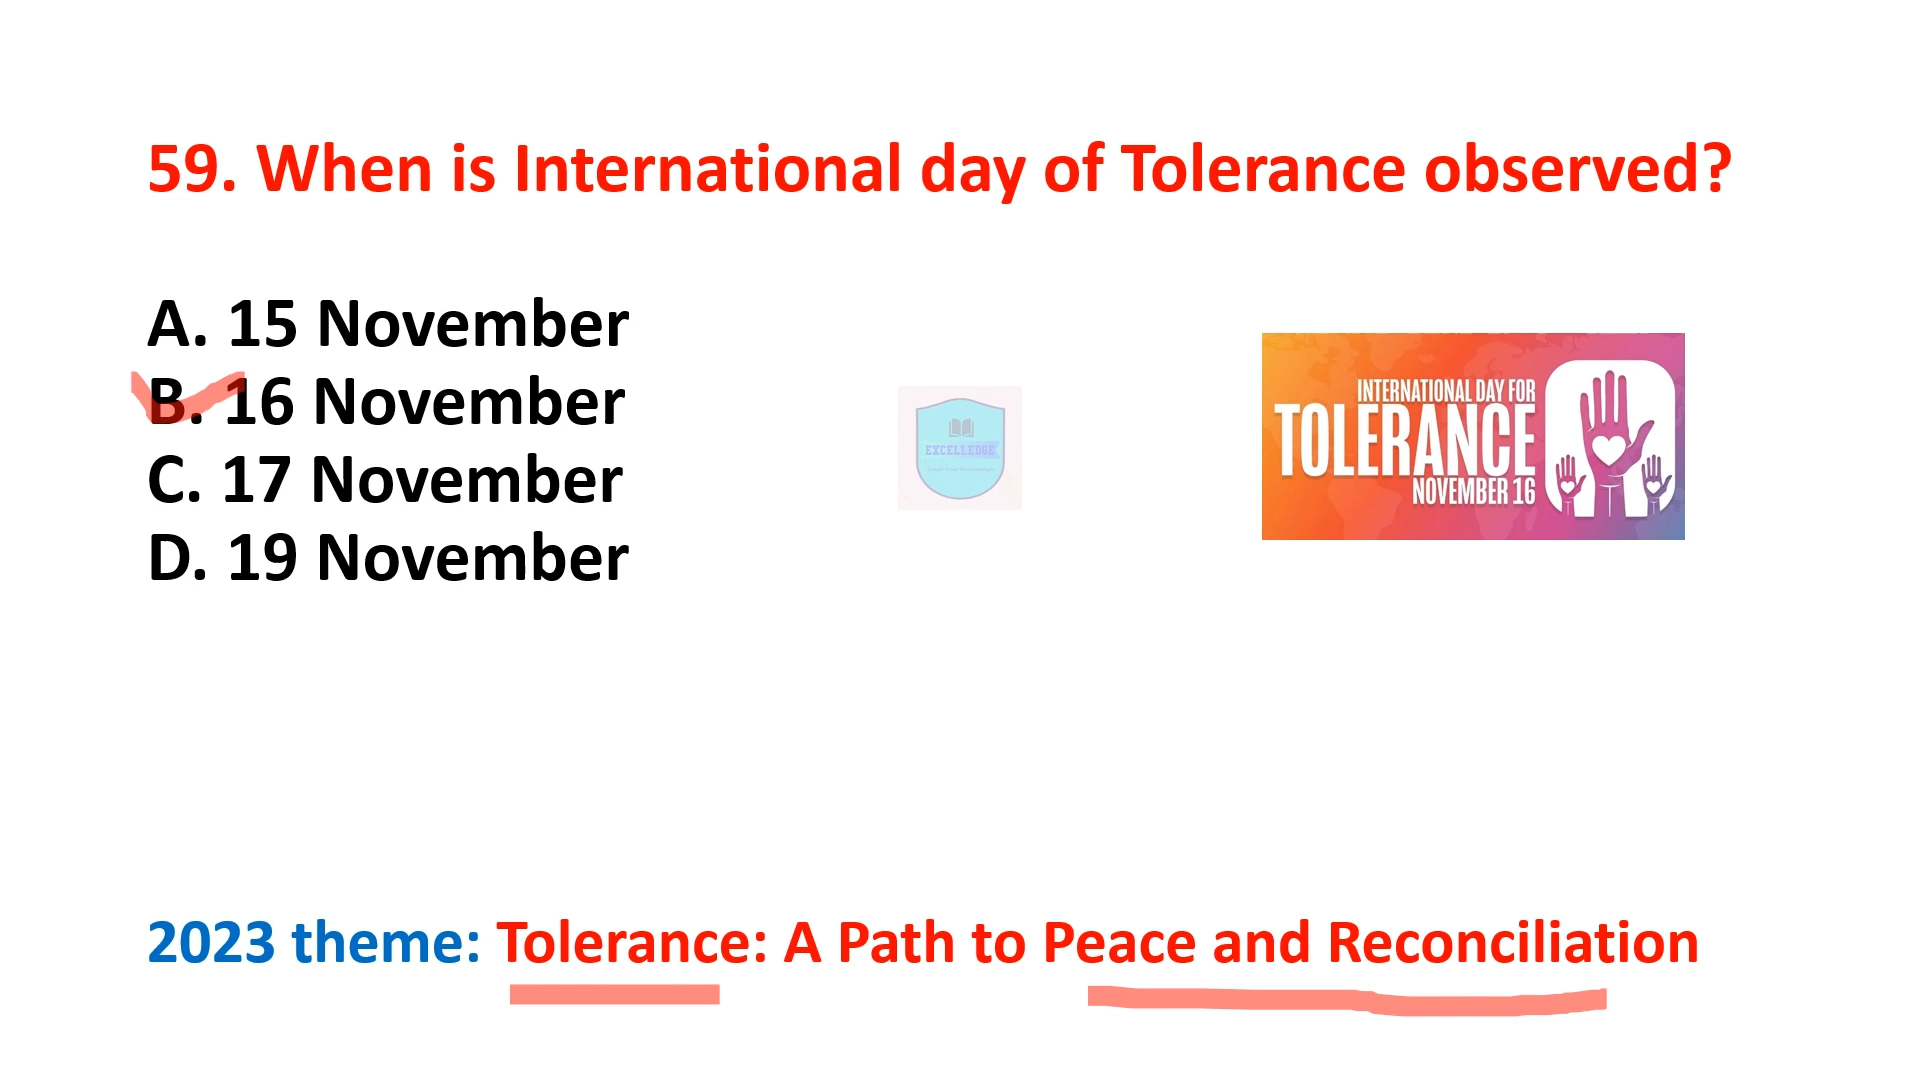 59. When is International day of Tolerance observed?
A. 15 November
B. 16 November
C. 17 November
D. 19 November
EXCELLEDGE
INTERNATIONAL DAY FOR
TOLERANCE
NOVEMBER 16
2023 theme: Tolerance: A Path to Peace and Reconciliation